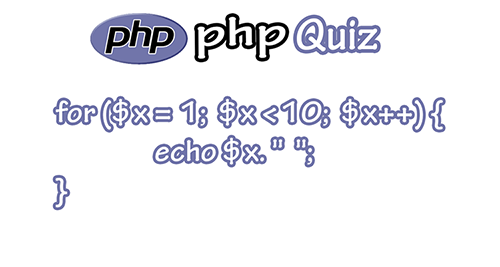 php php Quiz
for ($x = 1; $x <10; $x++) {
echo $x. " ";
}